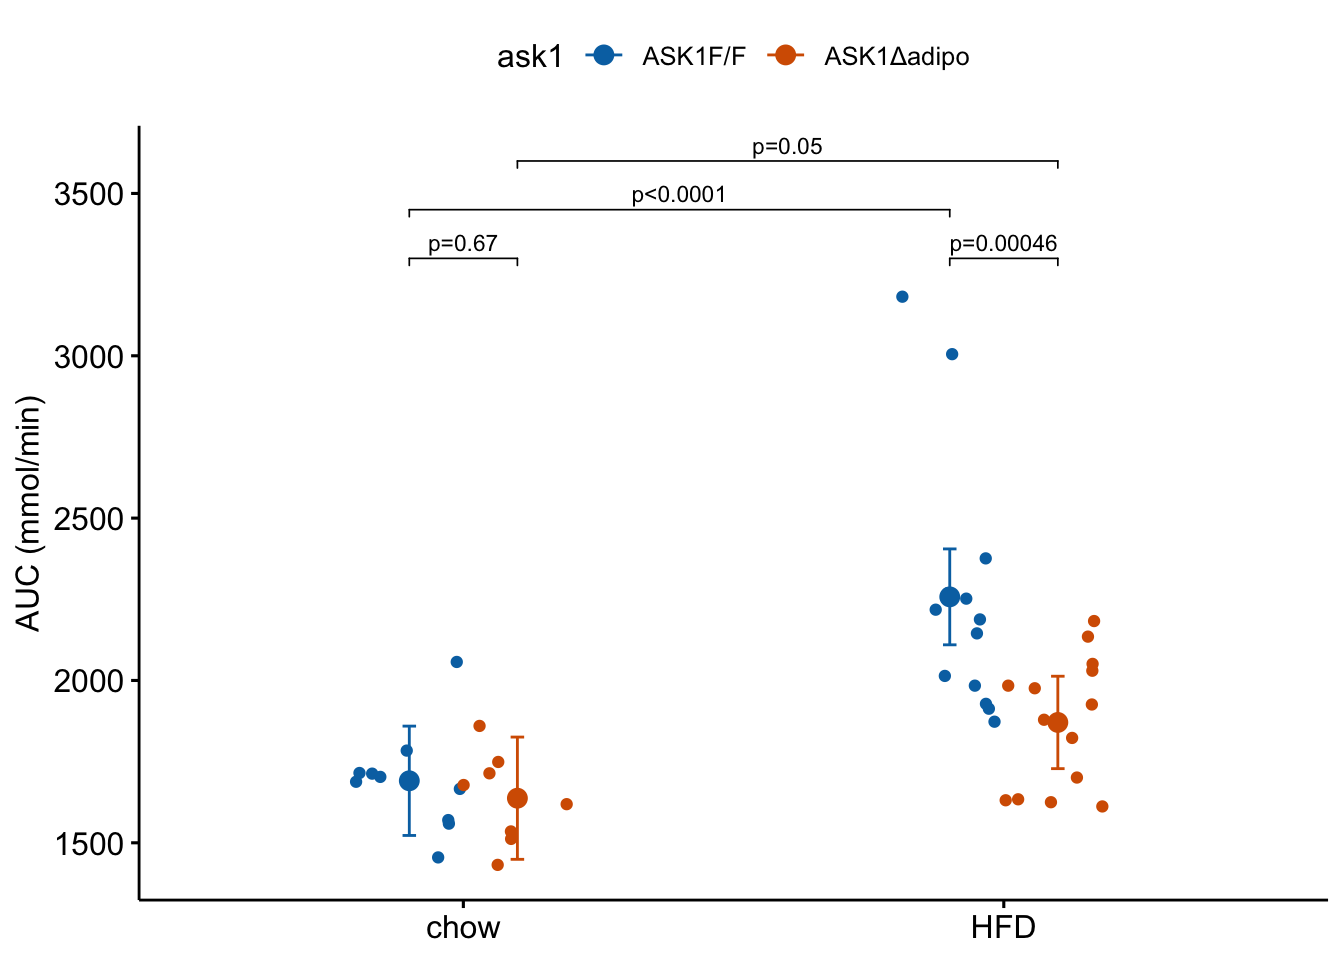 ask1 ASK1F/F ASK1Δadipo
p=0.05
p<0.0001
p=0.67 p=0.00046
3500
3000
2500
2000
1500
AUC (mmol/min)
chow HFD